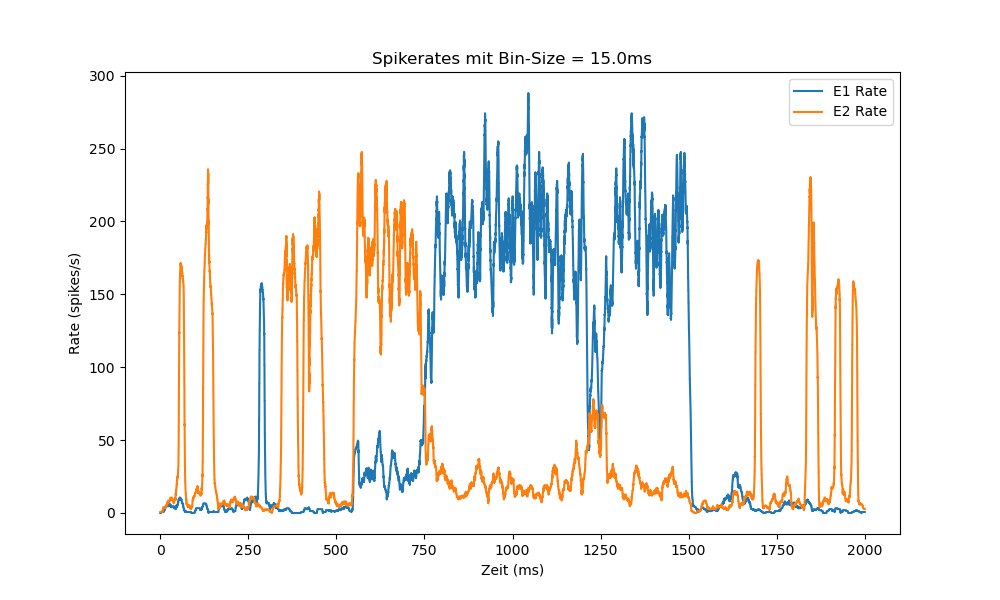 Spikerates mit Bin-Size = 15.0ms
E1 Rate
E2 Rate
Rate (spikes/s)
300
250
200
150
100
50
0
0 250 500 750 1000 1250 1500 1750 2000
Zeit (ms)